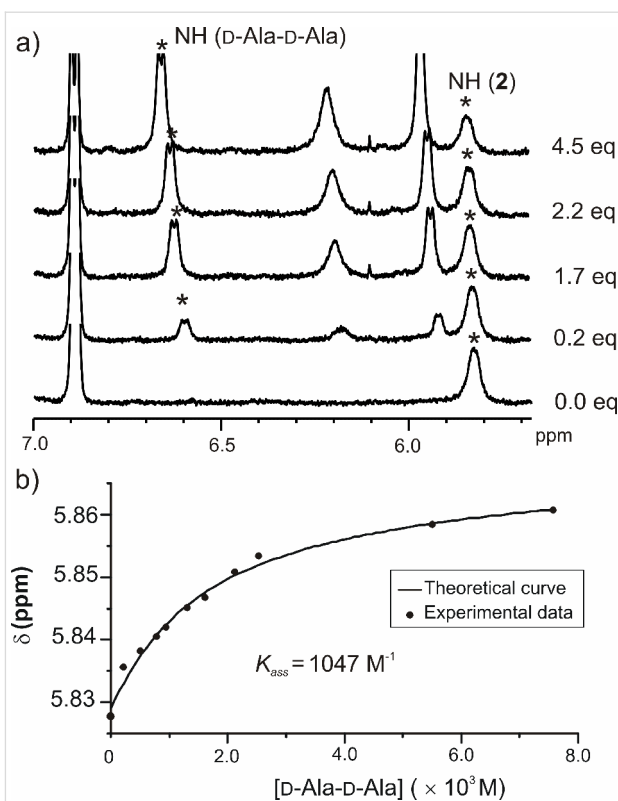 a)
NH (D-Ala-D-Ala)
NH (2)
*
*
*
*
*
*
*
*
*
4.5 eq
2.2 eq
1.7 eq
0.2 eq
0.0 eq
7.0 6.5 6.0 ppm
b)
δ (ppm)
5.86
5.85
5.84
5.83
Theoretical curve
Experimental data
Kass = 1047 M-1
0 2.0 4.0 6.0 8.0
[D-Ala-D-Ala] ( × 10³ M)